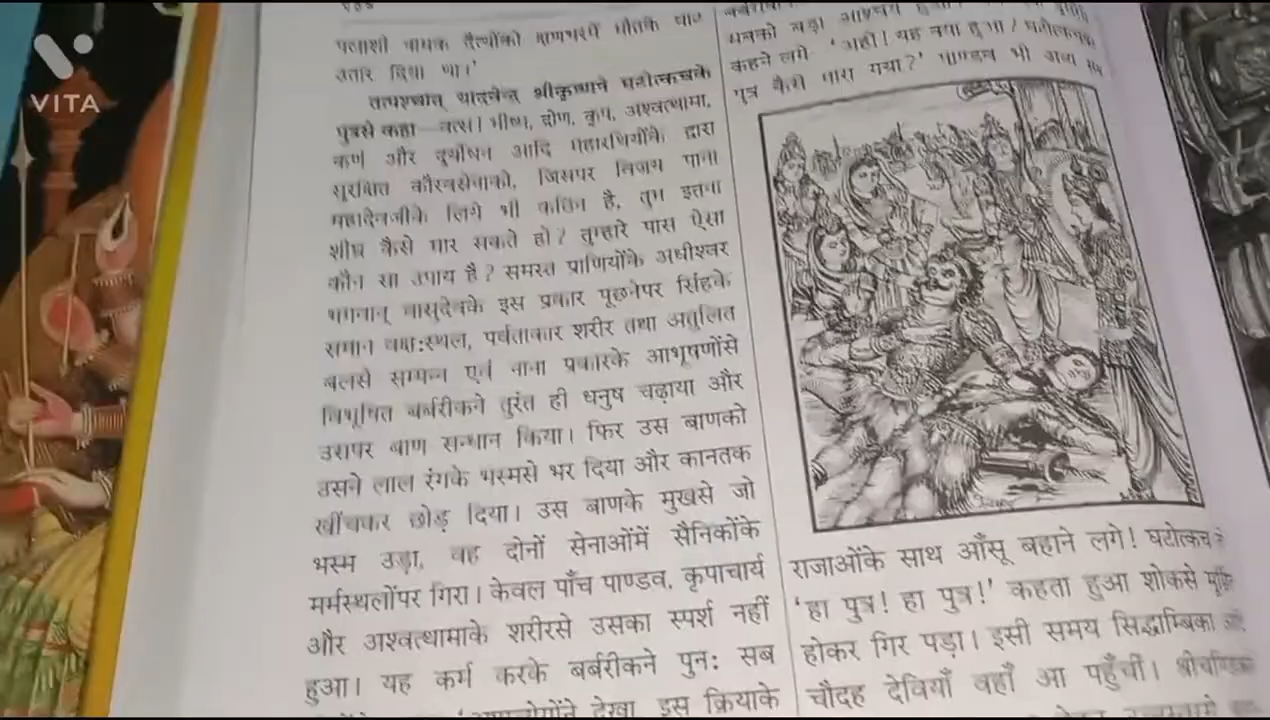 VITA
पलाशी नामक दैत्योंको क्षणभरमें मौतके घाट
उतार दिया था।'
तत्पश्चात् यादवेन्द्र श्रीकृष्णने घटोत्कचके
पुत्रसे कहा—वत्स! भीष्म, द्रोण, कृप, अश्वत्थामा,
कर्ण और दुर्योधन आदि महारथियोंके द्वारा
सुरक्षित कौरवसेनाको, जिसपर विजय पाना
महादेवजीके लिये भी कठिन है, तुम इतना
शीघ्र कैसे मार सकते हो? तुम्हारे पास ऐसा
कौन सा उपाय है? समस्त प्राणियोंके अधीश्वर
भगवान् वासुदेवके इस प्रकार पूछनेपर सिंहके
समान वक्षःस्थल, पर्वताकार शरीर तथा अतुलित
बलसे सम्पन्न एवं नाना प्रकारके आभूषणोंसे
विभूषित बर्बरीकने तुरंत ही धनुष चढ़ाया और
उसपर बाण सन्धान किया। फिर उस बाणको
उसने लाल रंगके भस्मसे भर दिया और कानतक
खींचकर छोड़ दिया। उस बाणके मुखसे जो
भस्म उड़ा, वह दोनों सेनाओंमें सैनिकोंके
मर्मस्थलोंपर गिरा। केवल पाँच पाण्डव, कृपाचार्य
और अश्वत्थामाके शरीरसे उसका स्पर्श नहीं
हुआ। यह कर्म करके बर्बरीकने पुनः सब
देखा इस क्रियाके
सबको बड़ा आश्चर्य हुआ।
कहने लगे 'अहो! यह क्या हुआ? घटोत्कचका
पुत्र कैसे मारा गया?' पाण्डव भी अन्य सब
राजाओंके साथ आँसू बहाने लगे! घटोत्कच
'हा पुत्र! हा पुत्र!' कहता हुआ शोकसे
होकर गिर पड़ा। इसी समय सिद्धाम्बिका
चौदह देवियाँ वहाँ आ पहुँचीं।